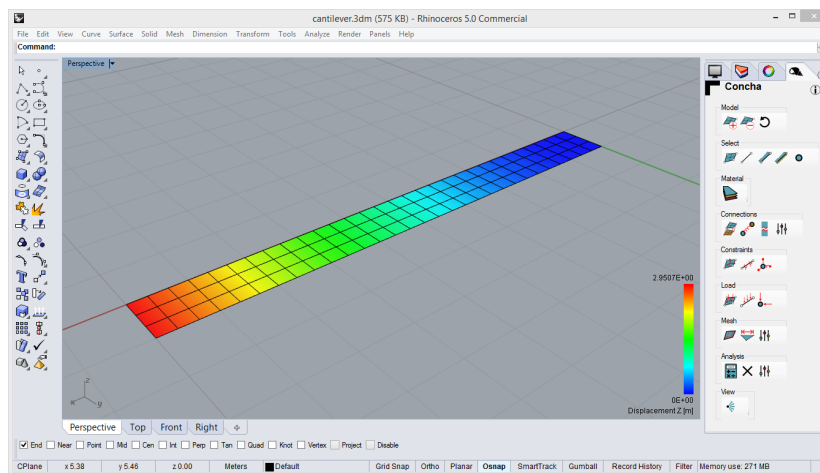 cantilever.3dm (575 KB) - Rhinoceros 5.0 Commercial
File Edit View Curve Surface Solid Mesh Dimension Transform Tools Analyze Render Panels Help
Command:
Perspective
Concha
Model
Select
Material
Connections
Constraints
Load
Mesh
Analysis
View
2.9507E+00
0E+00
Displacement Z [m]
z
x y
Perspective Top Front Right
End Near Point Mid Cen Int Perp Tan Quad Knot Vertex Project Disable
CPlane x 5.38 y 5.46 z 0.00 Meters Default Grid Snap Ortho Planar Osnap SmartTrack Gumball Record History Filter Memory use: 271 MB